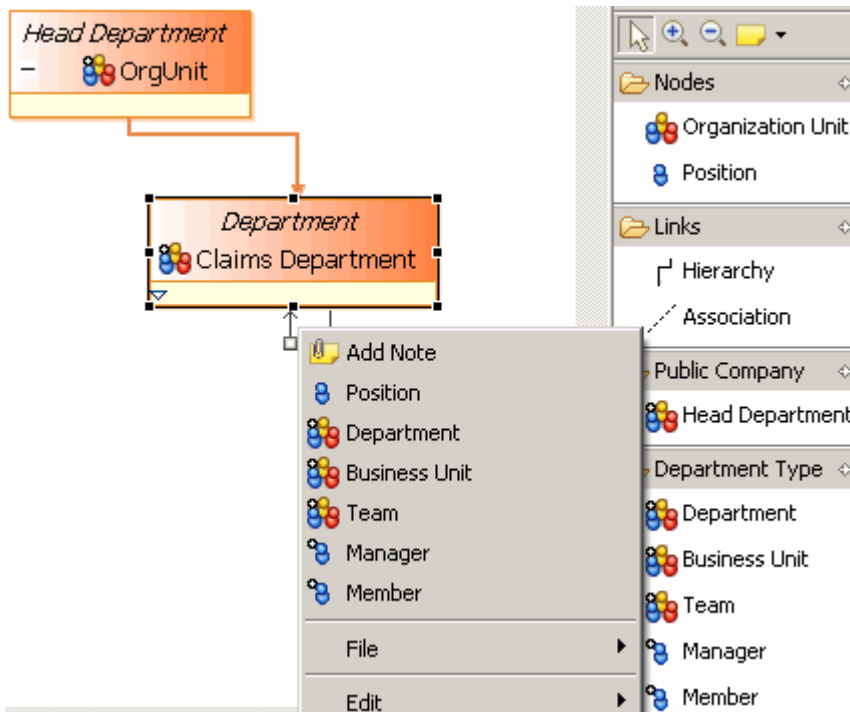 Head Department
OrgUnit
Department
Claims Department
Add Note
Position
Department
Business Unit
Team
Manager
Member
File
Edit
Nodes
Organization Unit
Position
Links
Hierarchy
Association
Public Company
Head Department
Department Type
Department
Business Unit
Team
Manager
Member